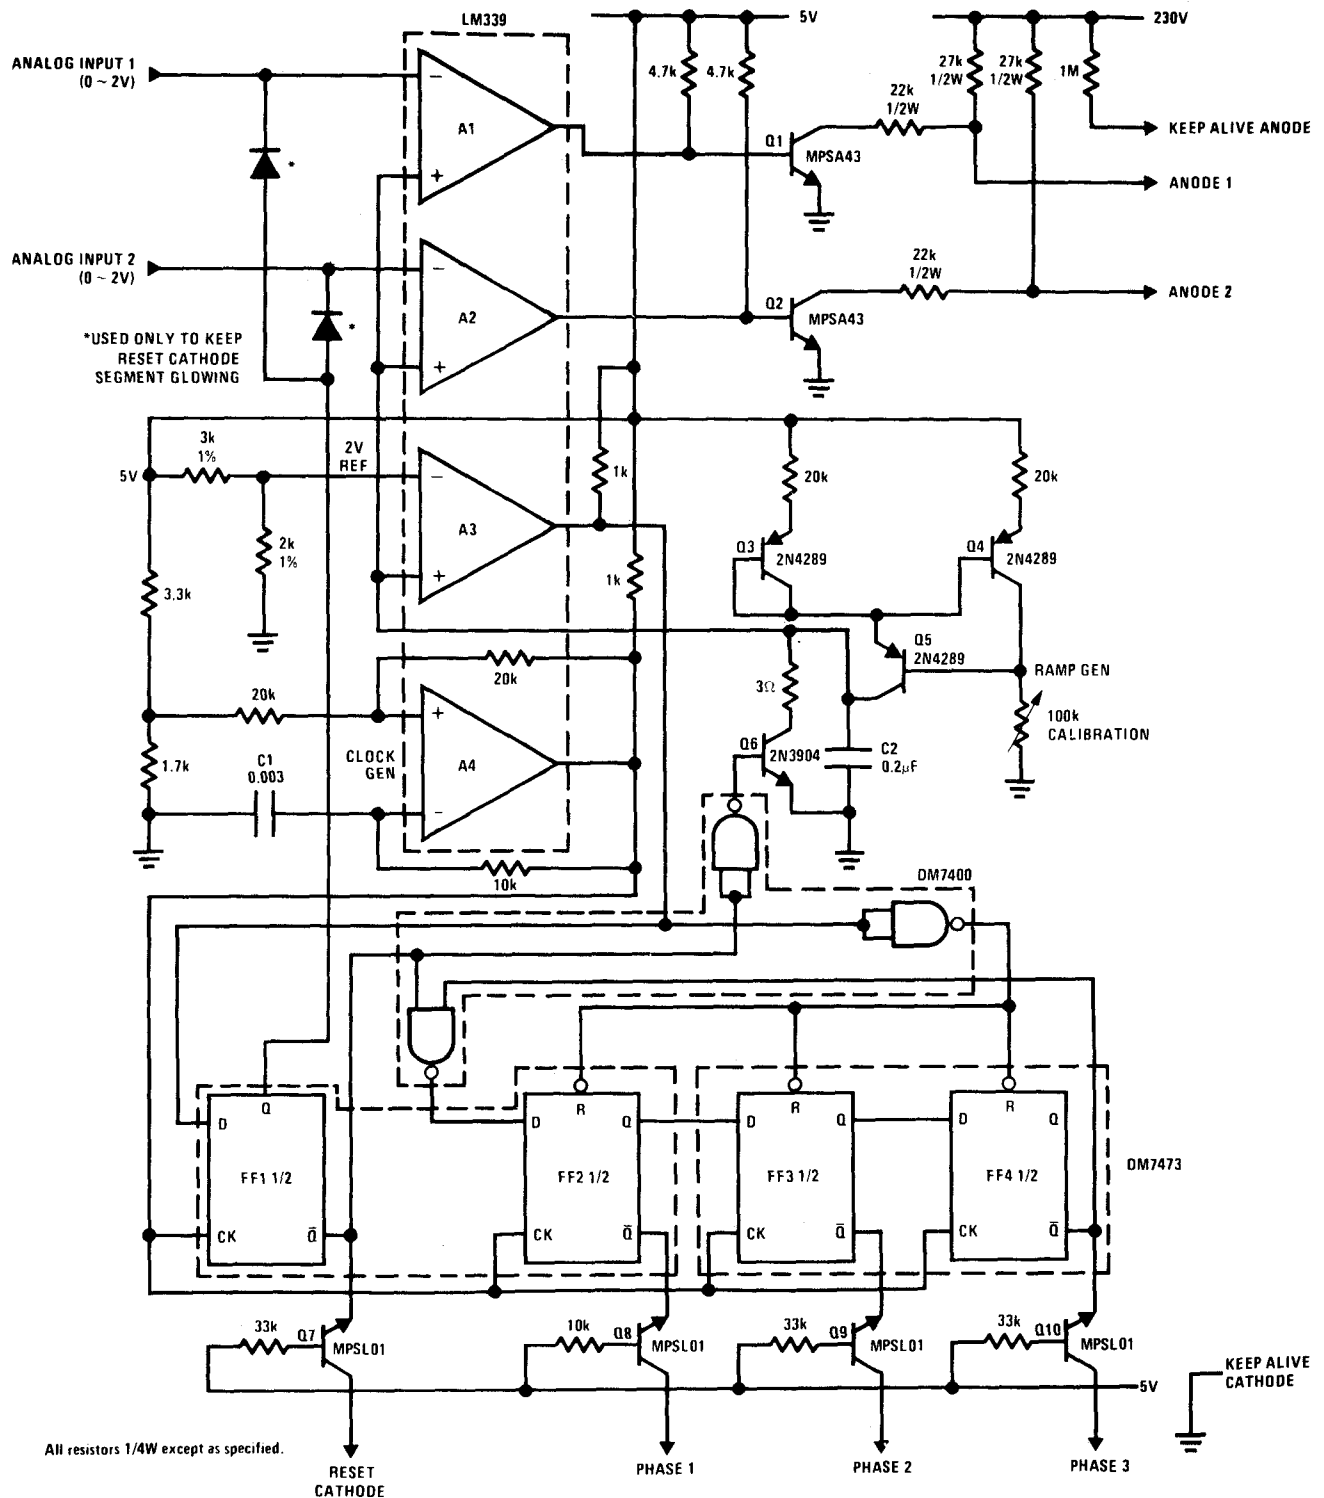 LM339
5V
230V
ANALOG INPUT 1
(0 ~ 2V)
−
A1
+
4.7k
4.7k
27k
1/2W
27k
1/2W
1M
22k
1/2W
Q1
MPSA43
KEEP ALIVE ANODE
ANODE 1
ANALOG INPUT 2
(0 ~ 2V)
*
−
A2
+
22k
1/2W
Q2
MPSA43
ANODE 2
*
*USED ONLY TO KEEP
RESET CATHODE
SEGMENT GLOWING
3k
1%
5V
2V
REF
−
A3
+
1k
20k
20k
2k
1%
3.3k
1k
Q3
2N4289
Q4
2N4289
Q5
2N4289
RAMP GEN
20k
3Ω
20k
100k
CALIBRATION
+
CLOCK
GEN
A4
−
1.7k
C1
0.003
Q6
2N3904
C2
0.2μF
10k
DM7400
Q
D
FF1 1/2
CK
Q̅
R
D
Q
FF2 1/2
CK
Q̅
R
D
Q
FF3 1/2
CK
Q̅
R
D
Q
FF4 1/2
CK
Q̅
DM7473
33k
Q7
MPSL01
10k
Q8
MPSL01
33k
Q9
MPSL01
33k
Q10
MPSL01
5V
KEEP ALIVE
CATHODE
All resistors 1/4W except as specified.
RESET
CATHODE
PHASE 1
PHASE 2
PHASE 3